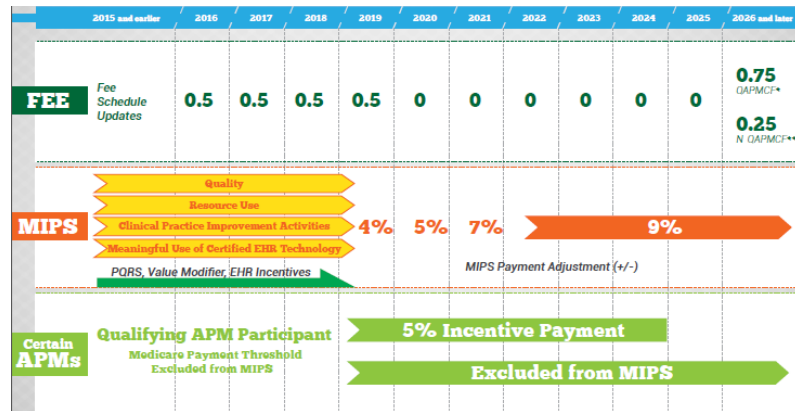 2015 and earlier 2016 2017 2018 2019 2020 2021 2022 2023 2024 2025 2026 and later
FEE
Fee
Schedule
Updates
0.5 0.5 0.5 0.5 0 0 0 0 0 0
0.75
QAPMCF*
0.25
N QAPMCF**
MIPS
Quality
Resource Use
Clinical Practice Improvement Activities
Meaningful Use of Certified EHR Technology
PQRS, Value Modifier, EHR Incentives
4% 5% 7% 9%
MIPS Payment Adjustment (+/-)
Certain
APMs
Qualifying APM Participant
Medicare Payment Threshold
Excluded from MIPS
5% Incentive Payment
Excluded from MIPS